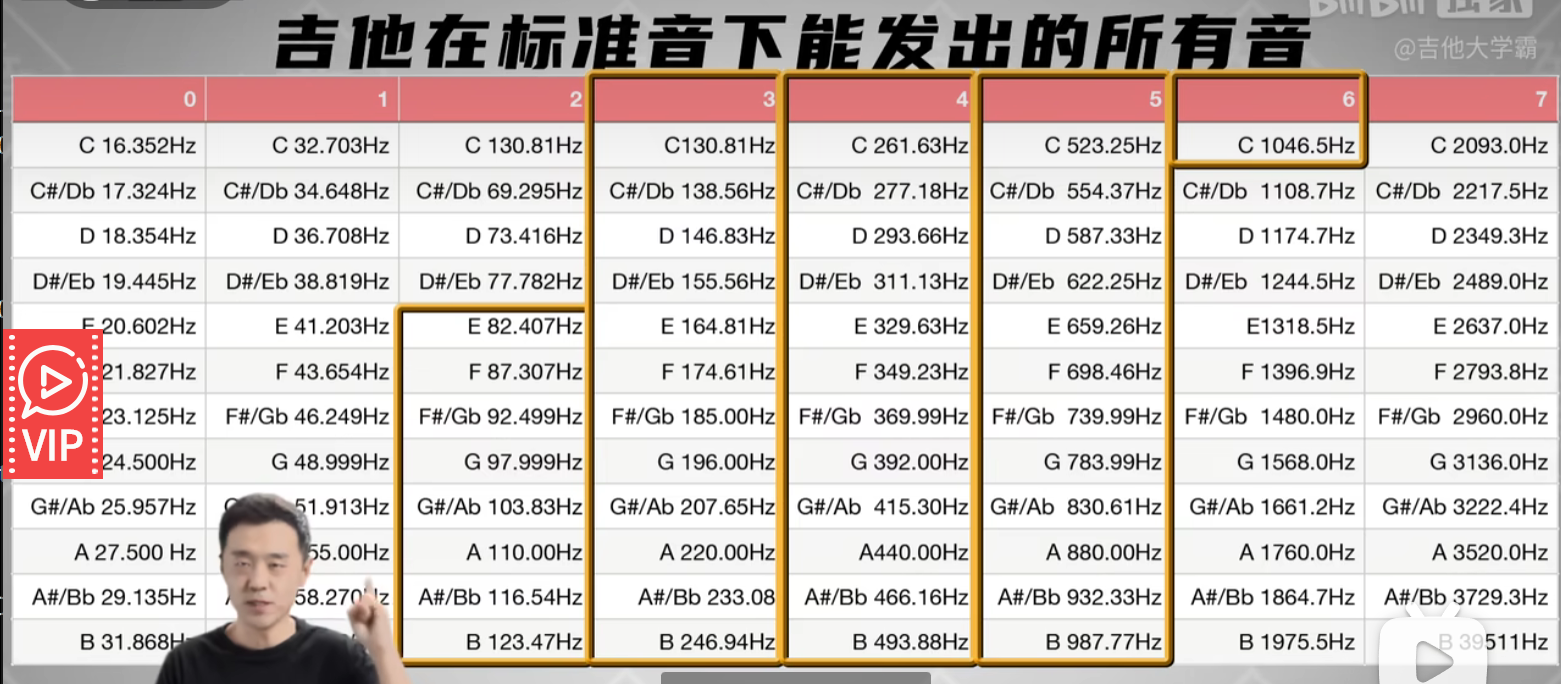 吉他在标准音下能发出的所有音
@吉他大学霸
0 1 2 3 4 5 6 7
C 16.352Hz C 32.703Hz C 130.81Hz C130.81Hz C 261.63Hz C 523.25Hz C 1046.5Hz C 2093.0Hz
C#/Db 17.324Hz C#/Db 34.648Hz C#/Db 69.295Hz C#/Db 138.56Hz C#/Db 277.18Hz C#/Db 554.37Hz C#/Db 1108.7Hz C#/Db 2217.5Hz
D 18.354Hz D 36.708Hz D 73.416Hz D 146.83Hz D 293.66Hz D 587.33Hz D 1174.7Hz D 2349.3Hz
D#/Eb 19.445Hz D#/Eb 38.819Hz D#/Eb 77.782Hz D#/Eb 155.56Hz D#/Eb 311.13Hz D#/Eb 622.25Hz D#/Eb 1244.5Hz D#/Eb 2489.0Hz
E 20.602Hz E 41.203Hz E 82.407Hz E 164.81Hz E 329.63Hz E 659.26Hz E1318.5Hz E 2637.0Hz
21.827Hz F 43.654Hz F 87.307Hz F 174.61Hz F 349.23Hz F 698.46Hz F 1396.9Hz F 2793.8Hz
23.125Hz F#/Gb 46.249Hz F#/Gb 92.499Hz F#/Gb 185.00Hz F#/Gb 369.99Hz F#/Gb 739.99Hz F#/Gb 1480.0Hz F#/Gb 2960.0Hz
VIP
24.500Hz G 48.999Hz G 97.999Hz G 196.00Hz G 392.00Hz G 783.99Hz G 1568.0Hz G 3136.0Hz
G#/Ab 25.957Hz 51.913Hz G#/Ab 103.83Hz G#/Ab 207.65Hz G#/Ab 415.30Hz G#/Ab 830.61Hz G#/Ab 1661.2Hz G#/Ab 3222.4Hz
A 27.500 Hz 55.00Hz A 110.00Hz A 220.00Hz A440.00Hz A 880.00Hz A 1760.0Hz A 3520.0Hz
A#/Bb 29.135Hz 58.270Hz A#/Bb 116.54Hz A#/Bb 233.08 A#/Bb 466.16Hz A#/Bb 932.33Hz A#/Bb 1864.7Hz A#/Bb 3729.3Hz
B 31.868Hz B 123.47Hz B 246.94Hz B 493.88Hz B 987.77Hz B 1975.5Hz B 39511Hz